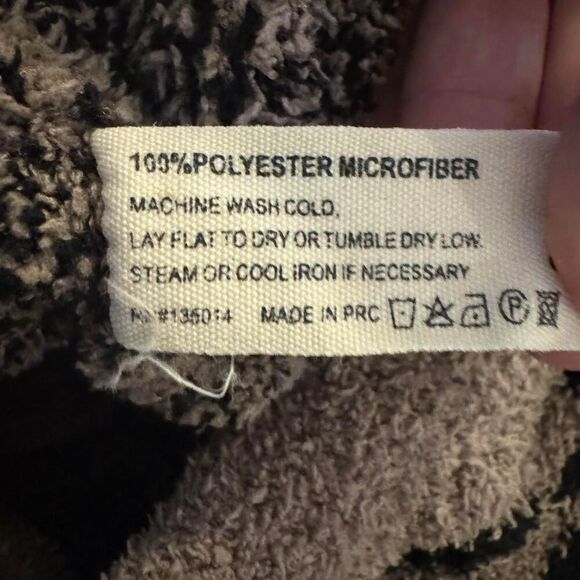 100%POLYESTER MICROFIBER
MACHINE WASH COLD,
LAY FLAT TO DRY OR TUMBLE DRY LOW.
STEAM OR COOL IRON IF NECESSARY
#135014 MADE IN PRC P